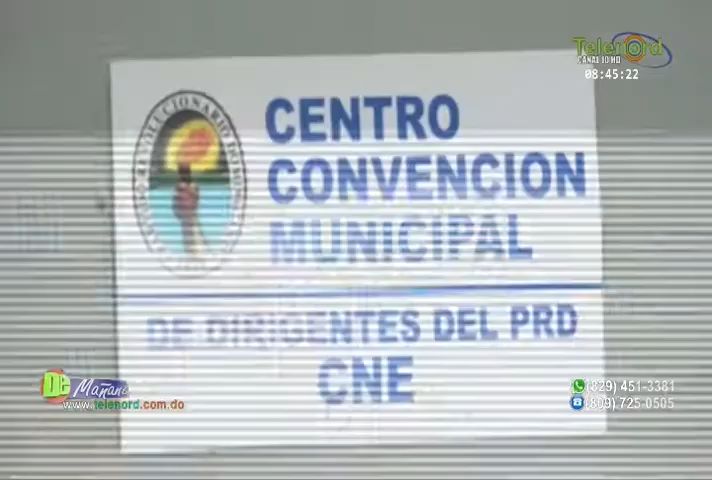 Telenord
CANAL 10 HD
08:45:22
CENTRO
CONVENCION
MUNICIPAL
DE DIRIGENTES DEL PRD
CNE
De Mañana
www.telenord.com.do
(829) 451-3381
(809) 725-0505